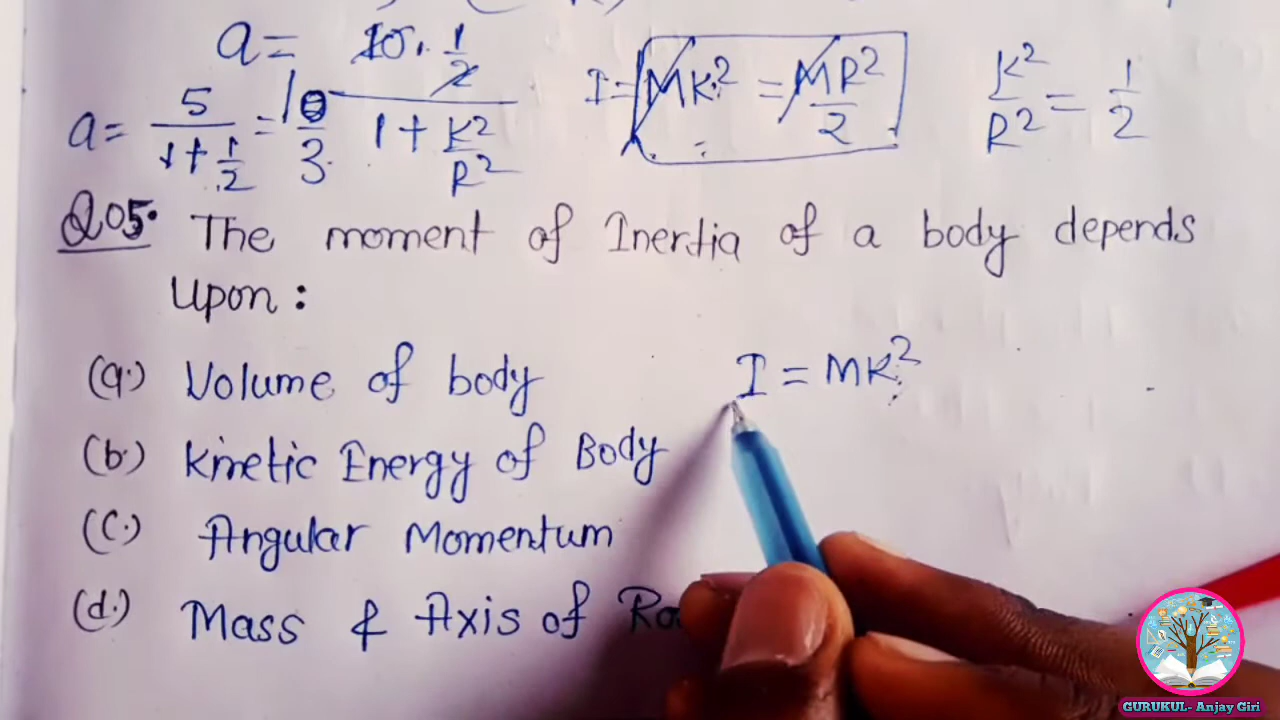 a = 10. 1/2 / 1 + K²/R²
I = MK² = MR²/2
K²/R² = 1/2
a = 5 / 1 + 1/2 = 10/3
Q.05. The moment of Inertia of a body depends
Upon :
(a.) Volume of body
I = MK²
(b.) Kinetic Energy of Body
(c.) Angular Momentum
(d.) Mass & Axis of
GURUKUL- Anjay Giri